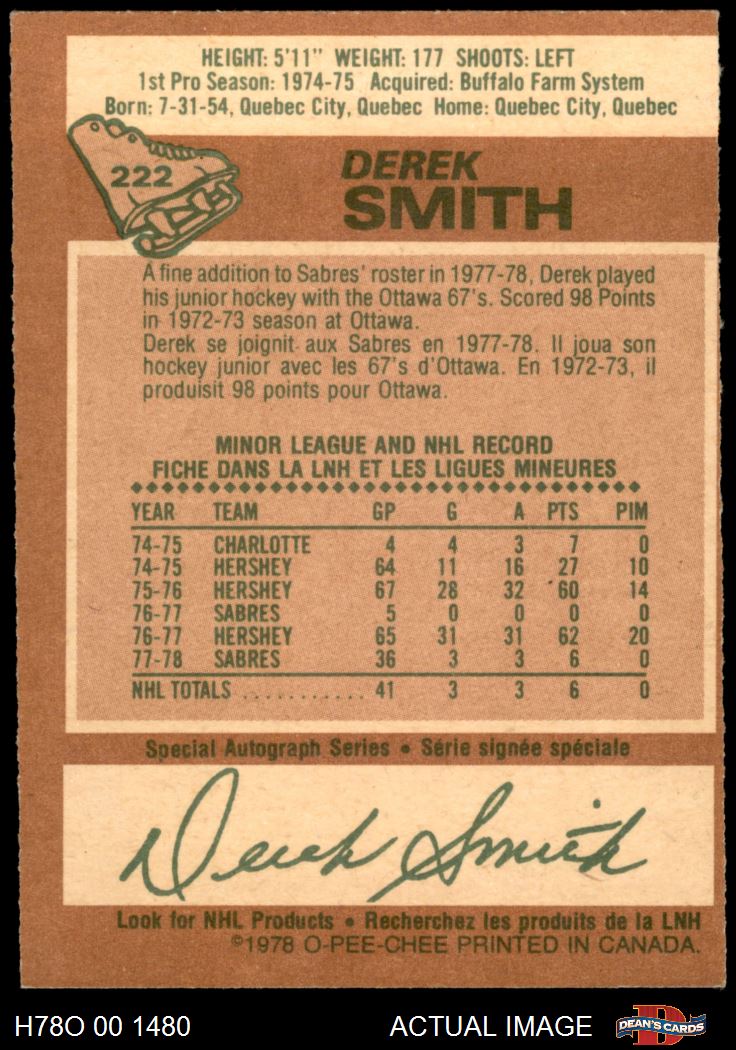 HEIGHT: 5'11" WEIGHT: 177 SHOOTS: LEFT
1st Pro Season: 1974-75 Acquired: Buffalo Farm System
Born: 7-31-54, Quebec City, Quebec Home: Quebec City, Quebec
222
DEREK
SMITH
A fine addition to Sabres' roster in 1977-78, Derek played
his junior hockey with the Ottawa 67's. Scored 98 Points
in 1972-73 season at Ottawa.
Derek se joignit aux Sabres en 1977-78. Il joua son
hockey junior avec les 67's d'Ottawa. En 1972-73, il
produisit 98 points pour Ottawa.
MINOR LEAGUE AND NHL RECORD
FICHE DANS LA LNH ET LES LIGUES MINEURES
YEAR TEAM GP G A PTS PIM
74-75 CHARLOTTE 4 4 3 7 0
74-75 HERSHEY 64 11 16 27 10
75-76 HERSHEY 67 28 32 60 14
76-77 SABRES 5 0 0 0 0
76-77 HERSHEY 65 31 31 62 20
77-78 SABRES 36 3 3 6 0
NHL TOTALS ............ 41 3 3 6 0
Special Autograph Series • Série signée spéciale
Derek Smith
Look for NHL Products • Recherchez les produits de la LNH
©1978 O-PEE-CHEE PRINTED IN CANADA.
H78O 00 1480 ACTUAL IMAGE D DEAN'S CARDS